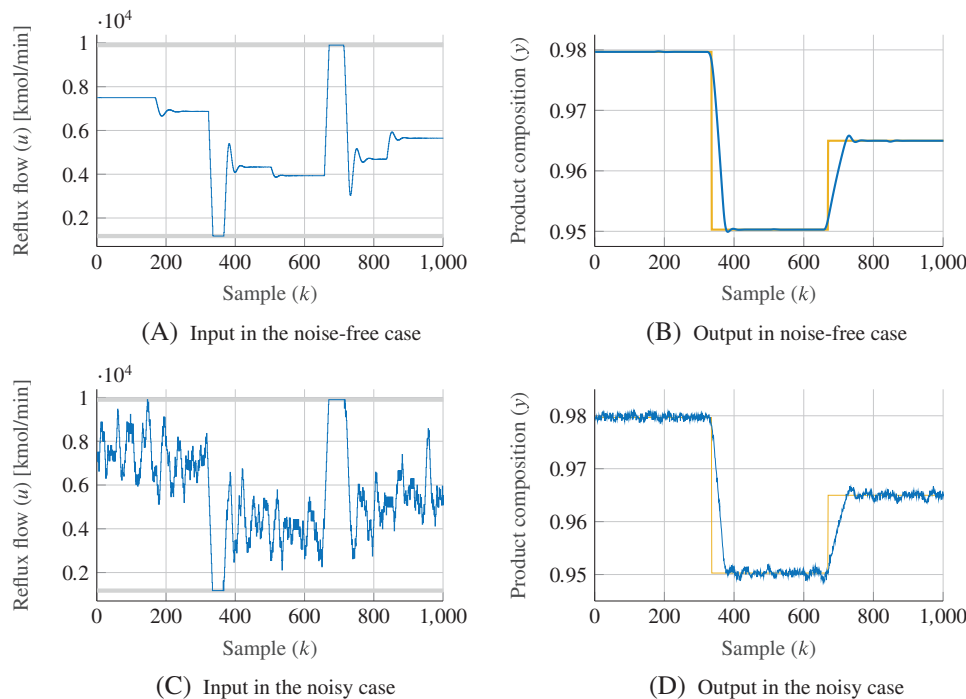 ·10⁴
Reflux flow (u) [kmol/min]
1
0.8
0.6
0.4
0.2
0 200 400 600 800 1,000
Sample (k)
(A) Input in the noise-free case
Product composition (y)
0.98
0.97
0.96
0.95
0 200 400 600 800 1,000
Sample (k)
(B) Output in noise-free case
·10⁴
Reflux flow (u) [kmol/min]
1
0.8
0.6
0.4
0.2
0 200 400 600 800 1,000
Sample (k)
(C) Input in the noisy case
Product composition (y)
0.98
0.97
0.96
0.95
0 200 400 600 800 1,000
Sample (k)
(D) Output in the noisy case